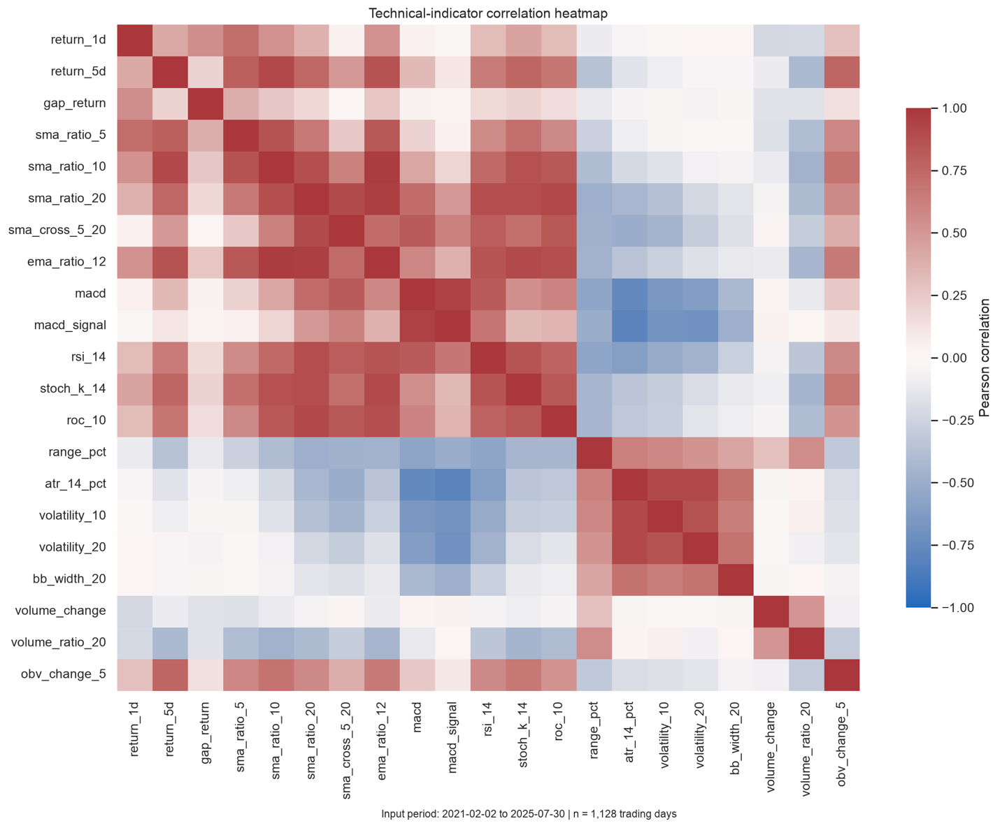 Technical-indicator correlation heatmap
return_1d
return_5d
gap_return
sma_ratio_5
sma_ratio_10
sma_ratio_20
sma_cross_5_20
ema_ratio_12
macd
macd_signal
rsi_14
stoch_k_14
roc_10
range_pct
atr_14_pct
volatility_10
volatility_20
bb_width_20
volume_change
volume_ratio_20
obv_change_5
return_1d
return_5d
gap_return
sma_ratio_5
sma_ratio_10
sma_ratio_20
sma_cross_5_20
ema_ratio_12
macd
macd_signal
rsi_14
stoch_k_14
roc_10
range_pct
atr_14_pct
volatility_10
volatility_20
bb_width_20
volume_change
volume_ratio_20
obv_change_5
1.00
0.75
0.50
0.25
0.00
−0.25
−0.50
−0.75
−1.00
Pearson correlation
Input period: 2021-02-02 to 2025-07-30 | n = 1,128 trading days